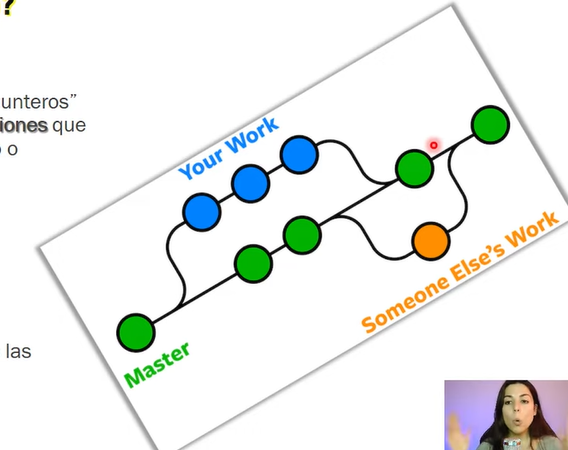 ?
unteros”
iones que
o o
las
Your Work
Master
Someone Else's Work